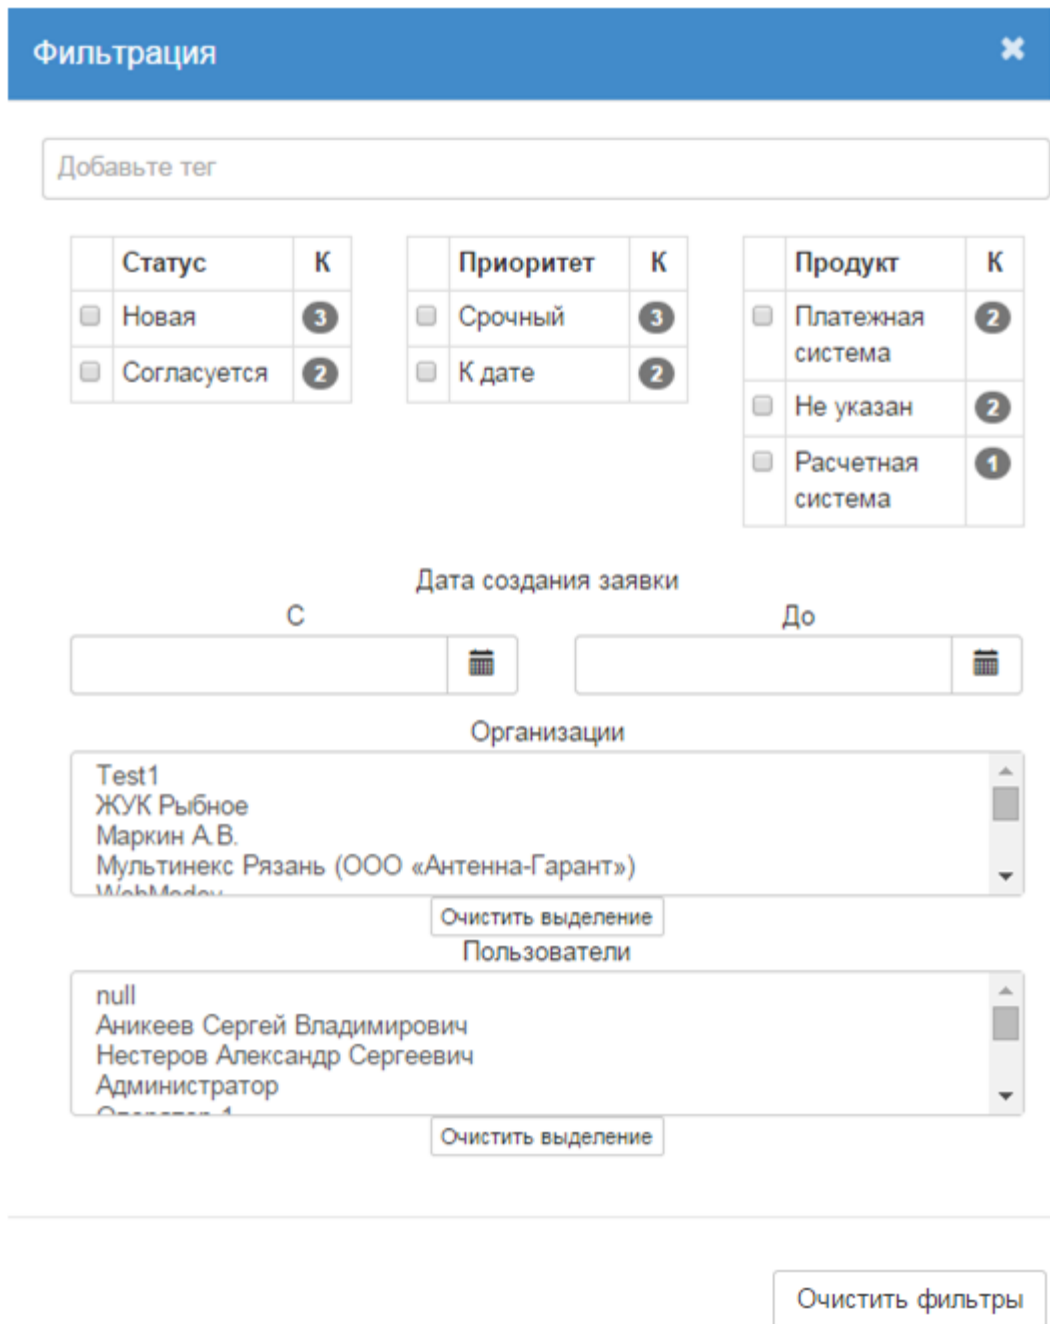 Фильтрация
Добавьте тег
Статус К
Новая 3
Согласуется 2
Приоритет К
Срочный 3
К дате 2
Продукт К
Платежная
система 2
Не указан 2
Расчетная
система 1
Дата создания заявки
С До
Организации
Test1
ЖУК Рыбное
Маркин А.В.
Мультинекс Рязань (ООО «Антенна-Гарант»)
Очистить выделение
Пользователи
null
Аникеев Сергей Владимирович
Нестеров Александр Сергеевич
Администратор
Очистить выделение
Очистить фильтры